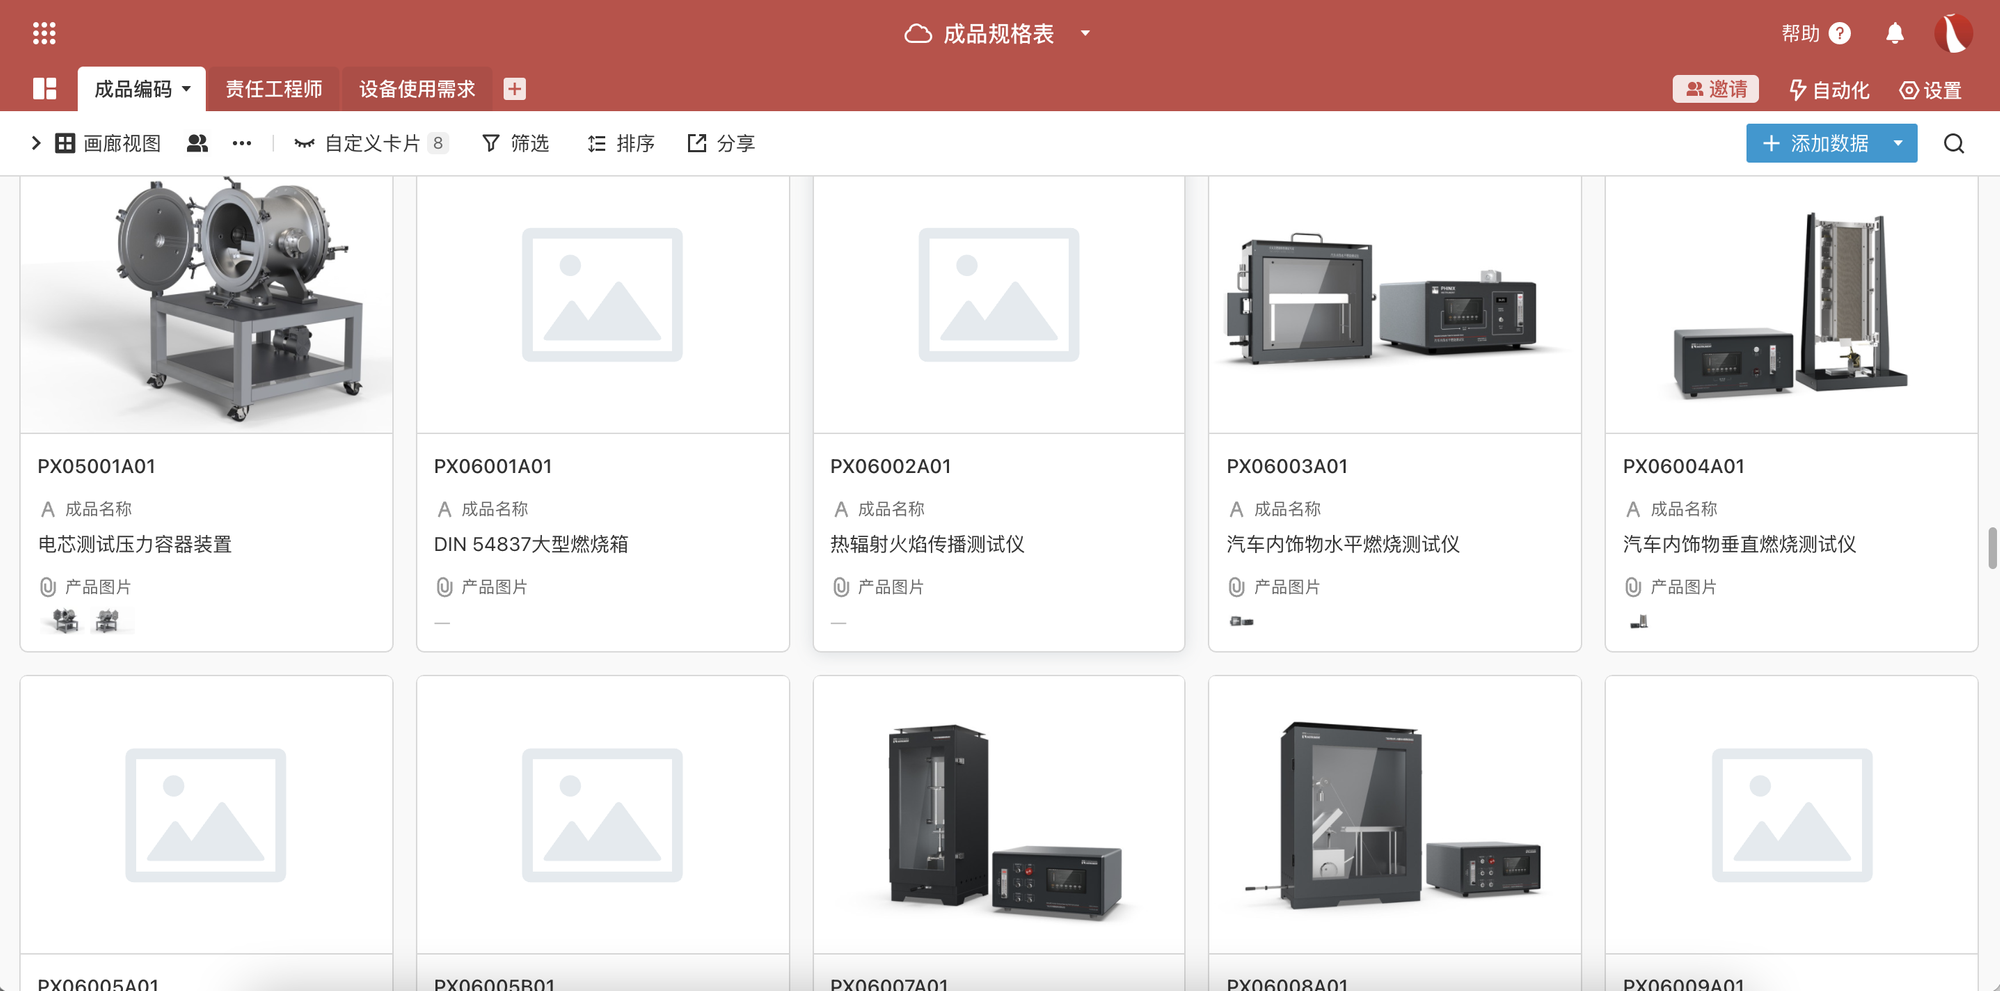 成品规格表
帮助 ?
成品编码
责任工程师
设备使用需求
邀请
自动化
设置
画廊视图
自定义卡片 8
筛选
排序
分享
添加数据
PX05001A01
A 成品名称
电芯测试压力容器装置
产品图片
PX06001A01
A 成品名称
DIN 54837大型燃烧箱
产品图片
—
PX06002A01
A 成品名称
热辐射火焰传播测试仪
产品图片
—
PHINIX
PX06003A01
A 成品名称
汽车内饰物水平燃烧测试仪
产品图片
PX06004A01
A 成品名称
汽车内饰物垂直燃烧测试仪
产品图片
PX06005A01
PX06005B01
PX06007A01
PX06008A01
PX06009A01